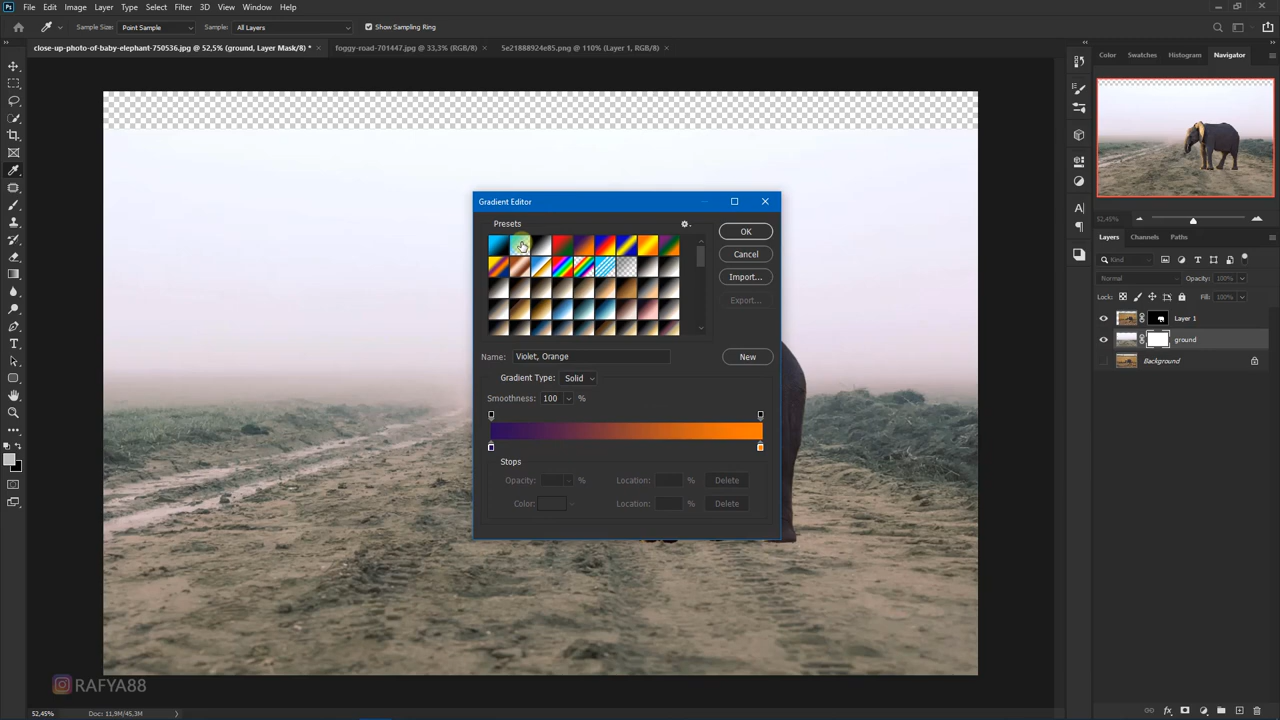 File Edit Image Layer Type Select Filter 3D View Window Help
Sample Size: Point Sample Sample: All Layers Show Sampling Ring
close-up-photo-of-baby-elephant-750536.jpg @ 52,5% (ground, Layer Mask/8) * foggy-road-701447.jpg @ 33,3% (RGB/8) 5e21888924e85.png @ 110% (Layer 1, RGB/8)
Color Swatches Histogram Navigator
Gradient Editor
Presets
OK
Cancel
Import...
Export...
Name: Violet, Orange
New
Gradient Type: Solid
Smoothness: 100 %
Stops
Opacity: % Location: % Delete
Color: Location: % Delete
52,45%
Layers Channels Paths
Kind
Normal Opacity: 100%
Lock: Fill: 100%
Layer 1
ground
Background
RAFYA88
52,45% Doc: 11,9M/45,3M